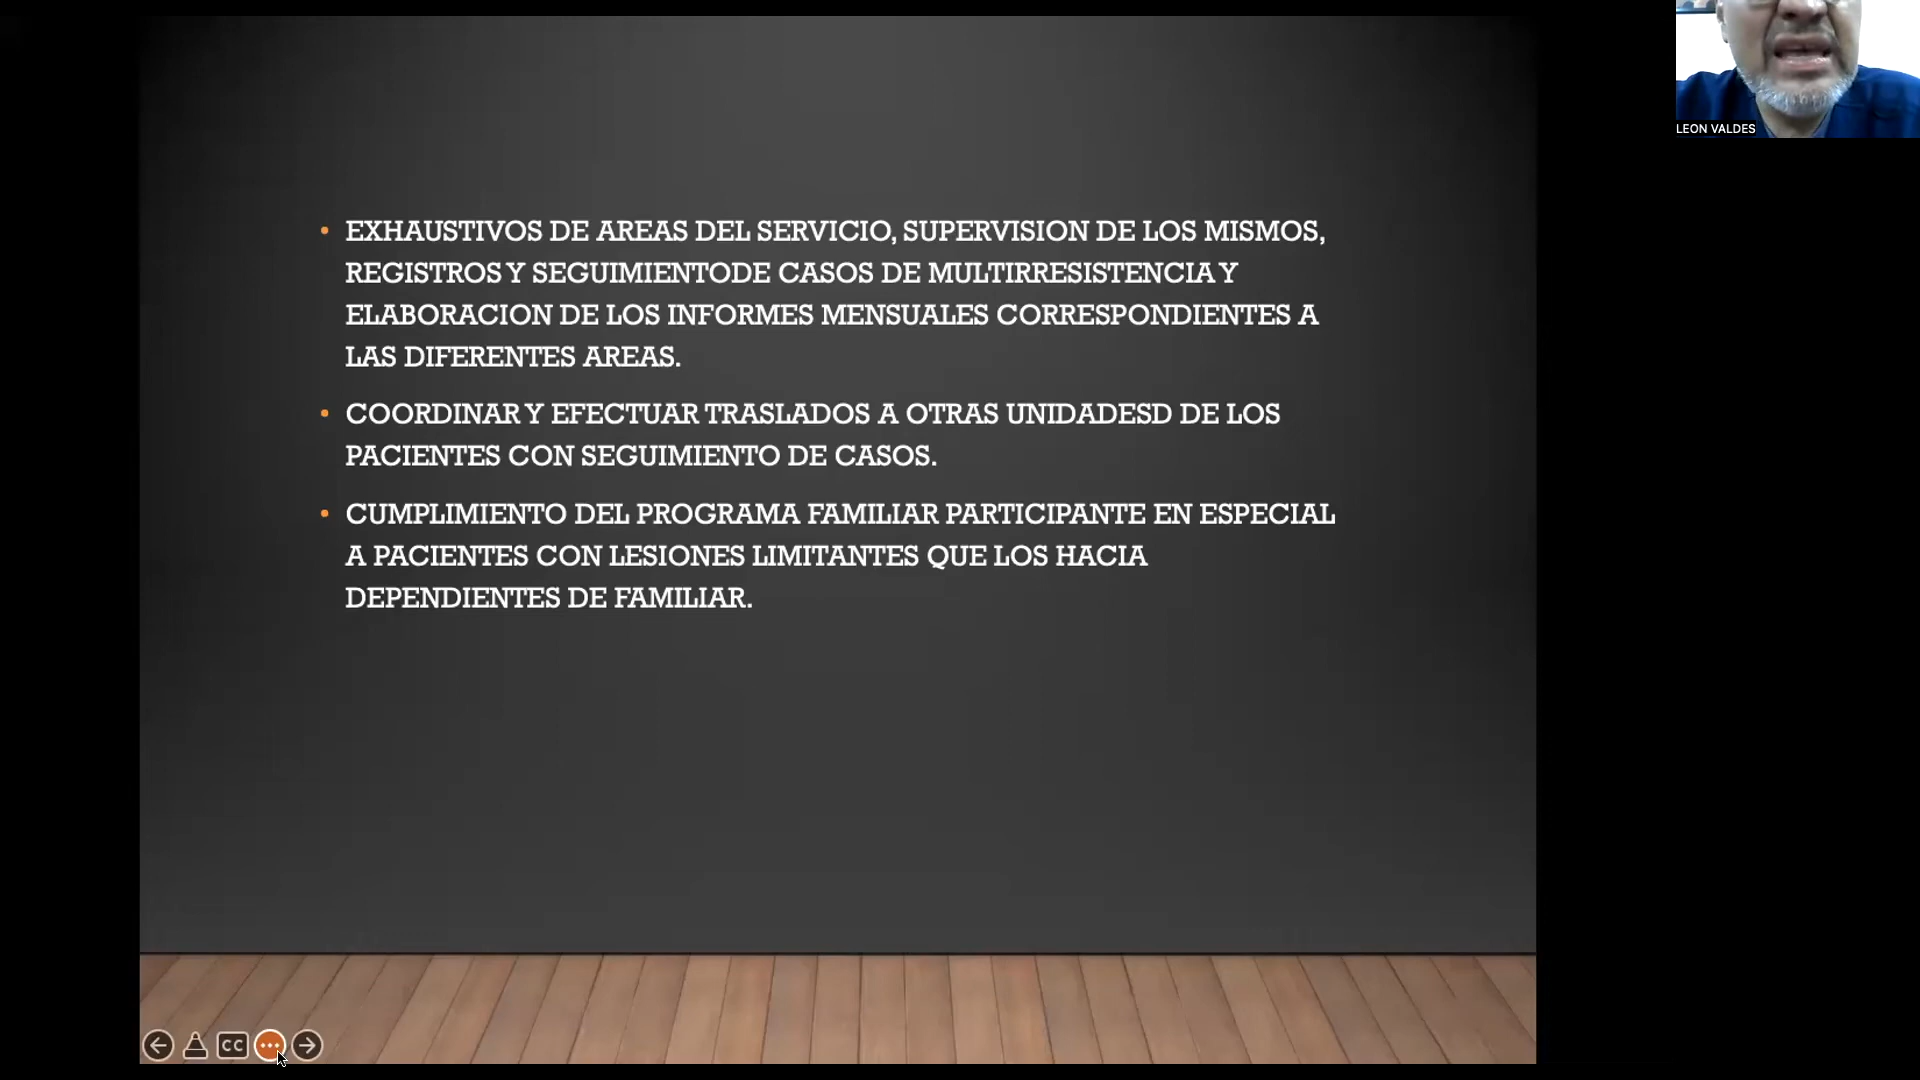 EXHAUSTIVOS DE AREAS DEL SERVICIO, SUPERVISION DE LOS MISMOS,
REGISTROS Y SEGUIMIENTODE CASOS DE MULTIRRESISTENCIA Y
ELABORACION DE LOS INFORMES MENSUALES CORRESPONDIENTES A
LAS DIFERENTES AREAS.
COORDINAR Y EFECTUAR TRASLADOS A OTRAS UNIDADESD DE LOS
PACIENTES CON SEGUIMIENTO DE CASOS.
CUMPLIMIENTO DEL PROGRAMA FAMILIAR PARTICIPANTE EN ESPECIAL
A PACIENTES CON LESIONES LIMITANTES QUE LOS HACIA
DEPENDIENTES DE FAMILIAR.
LEON VALDES
CC